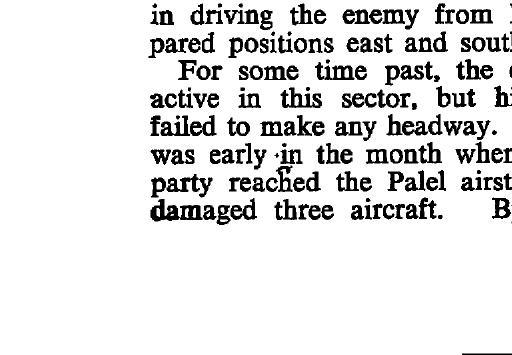 in driving the enemy from
pared positions east and sout
For some time past, the
active in this sector, but hi
failed to make any headway.
was early in the month wher
party reached the Palel airst
damaged three aircraft. B